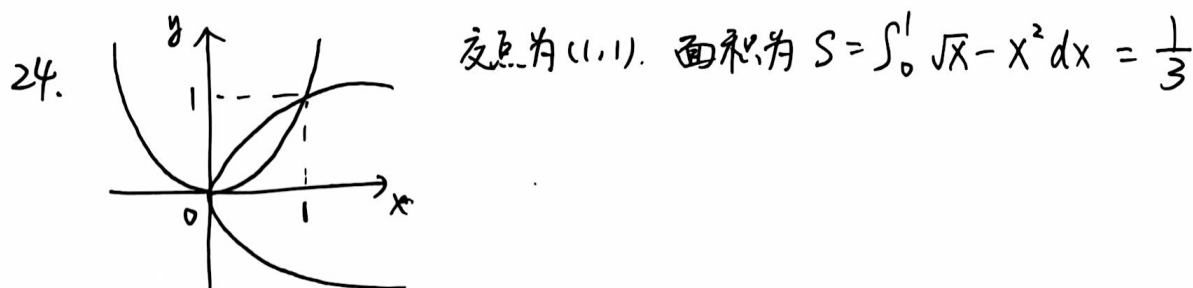 24.
y
1
0
1
x
交点为(1,1). 面积为 S = ∫₀¹ √x - x² dx = 1/3